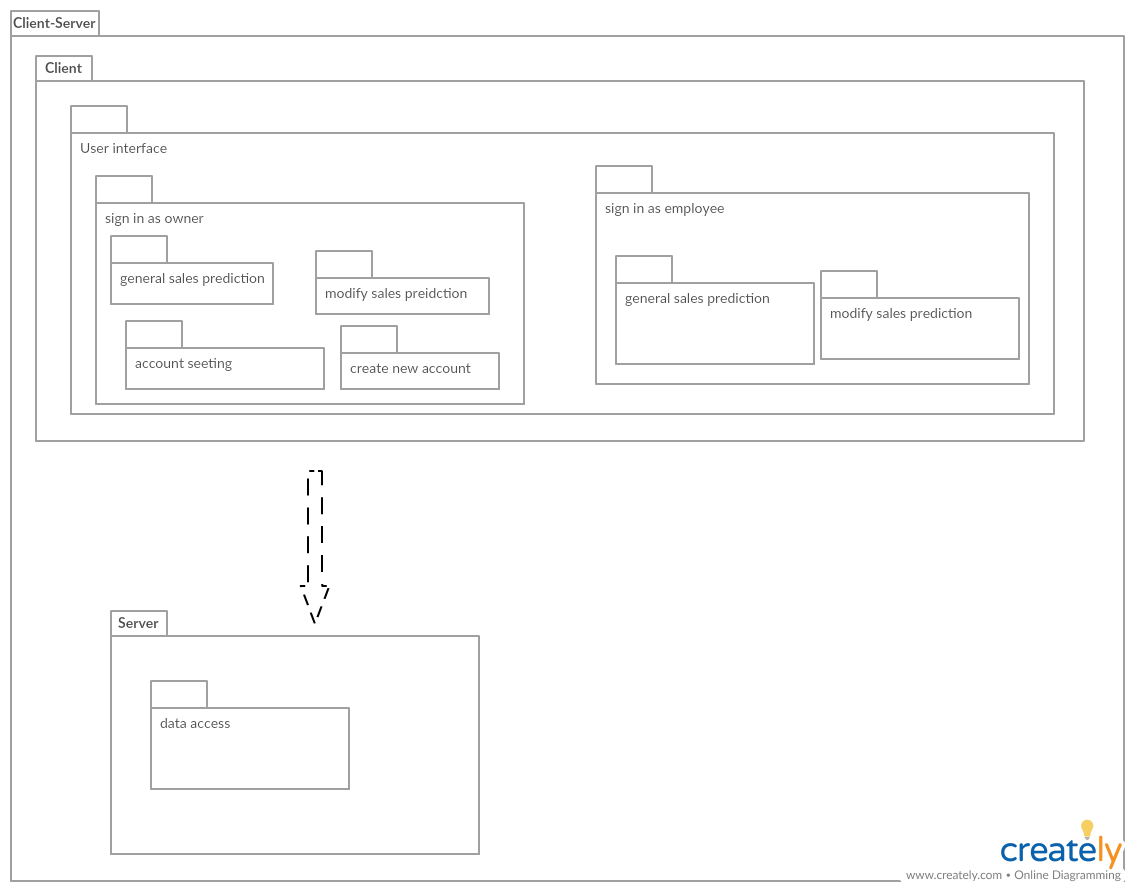 Client-Server
Client
User interface
sign in as owner
general sales prediction
modify sales preidction
account seeting
create new account
sign in as employee
general sales prediction
modify sales prediction
Server
data access
creately
www.creately.com • Online Diagramming